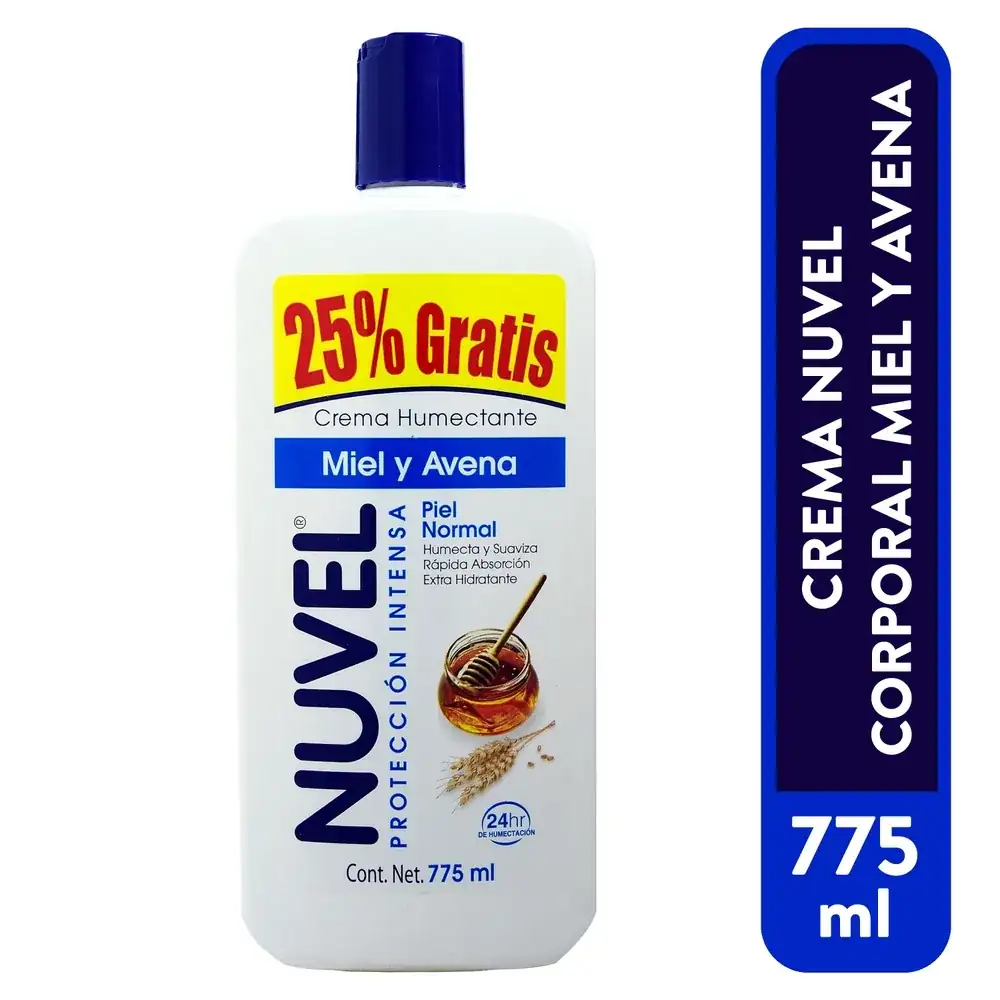 25% Gratis
Crema Humectante
Miel y Avena
NUVEL®
PROTECCIÓN INTENSA
Piel
Normal
Humecta y Suaviza
Rápida Absorción
Extra Hidratante
24hr
DE HUMECTACIÓN
Cont. Net. 775 ml
CREMA NUVEL
CORPORAL MIEL Y AVENA
775
ml